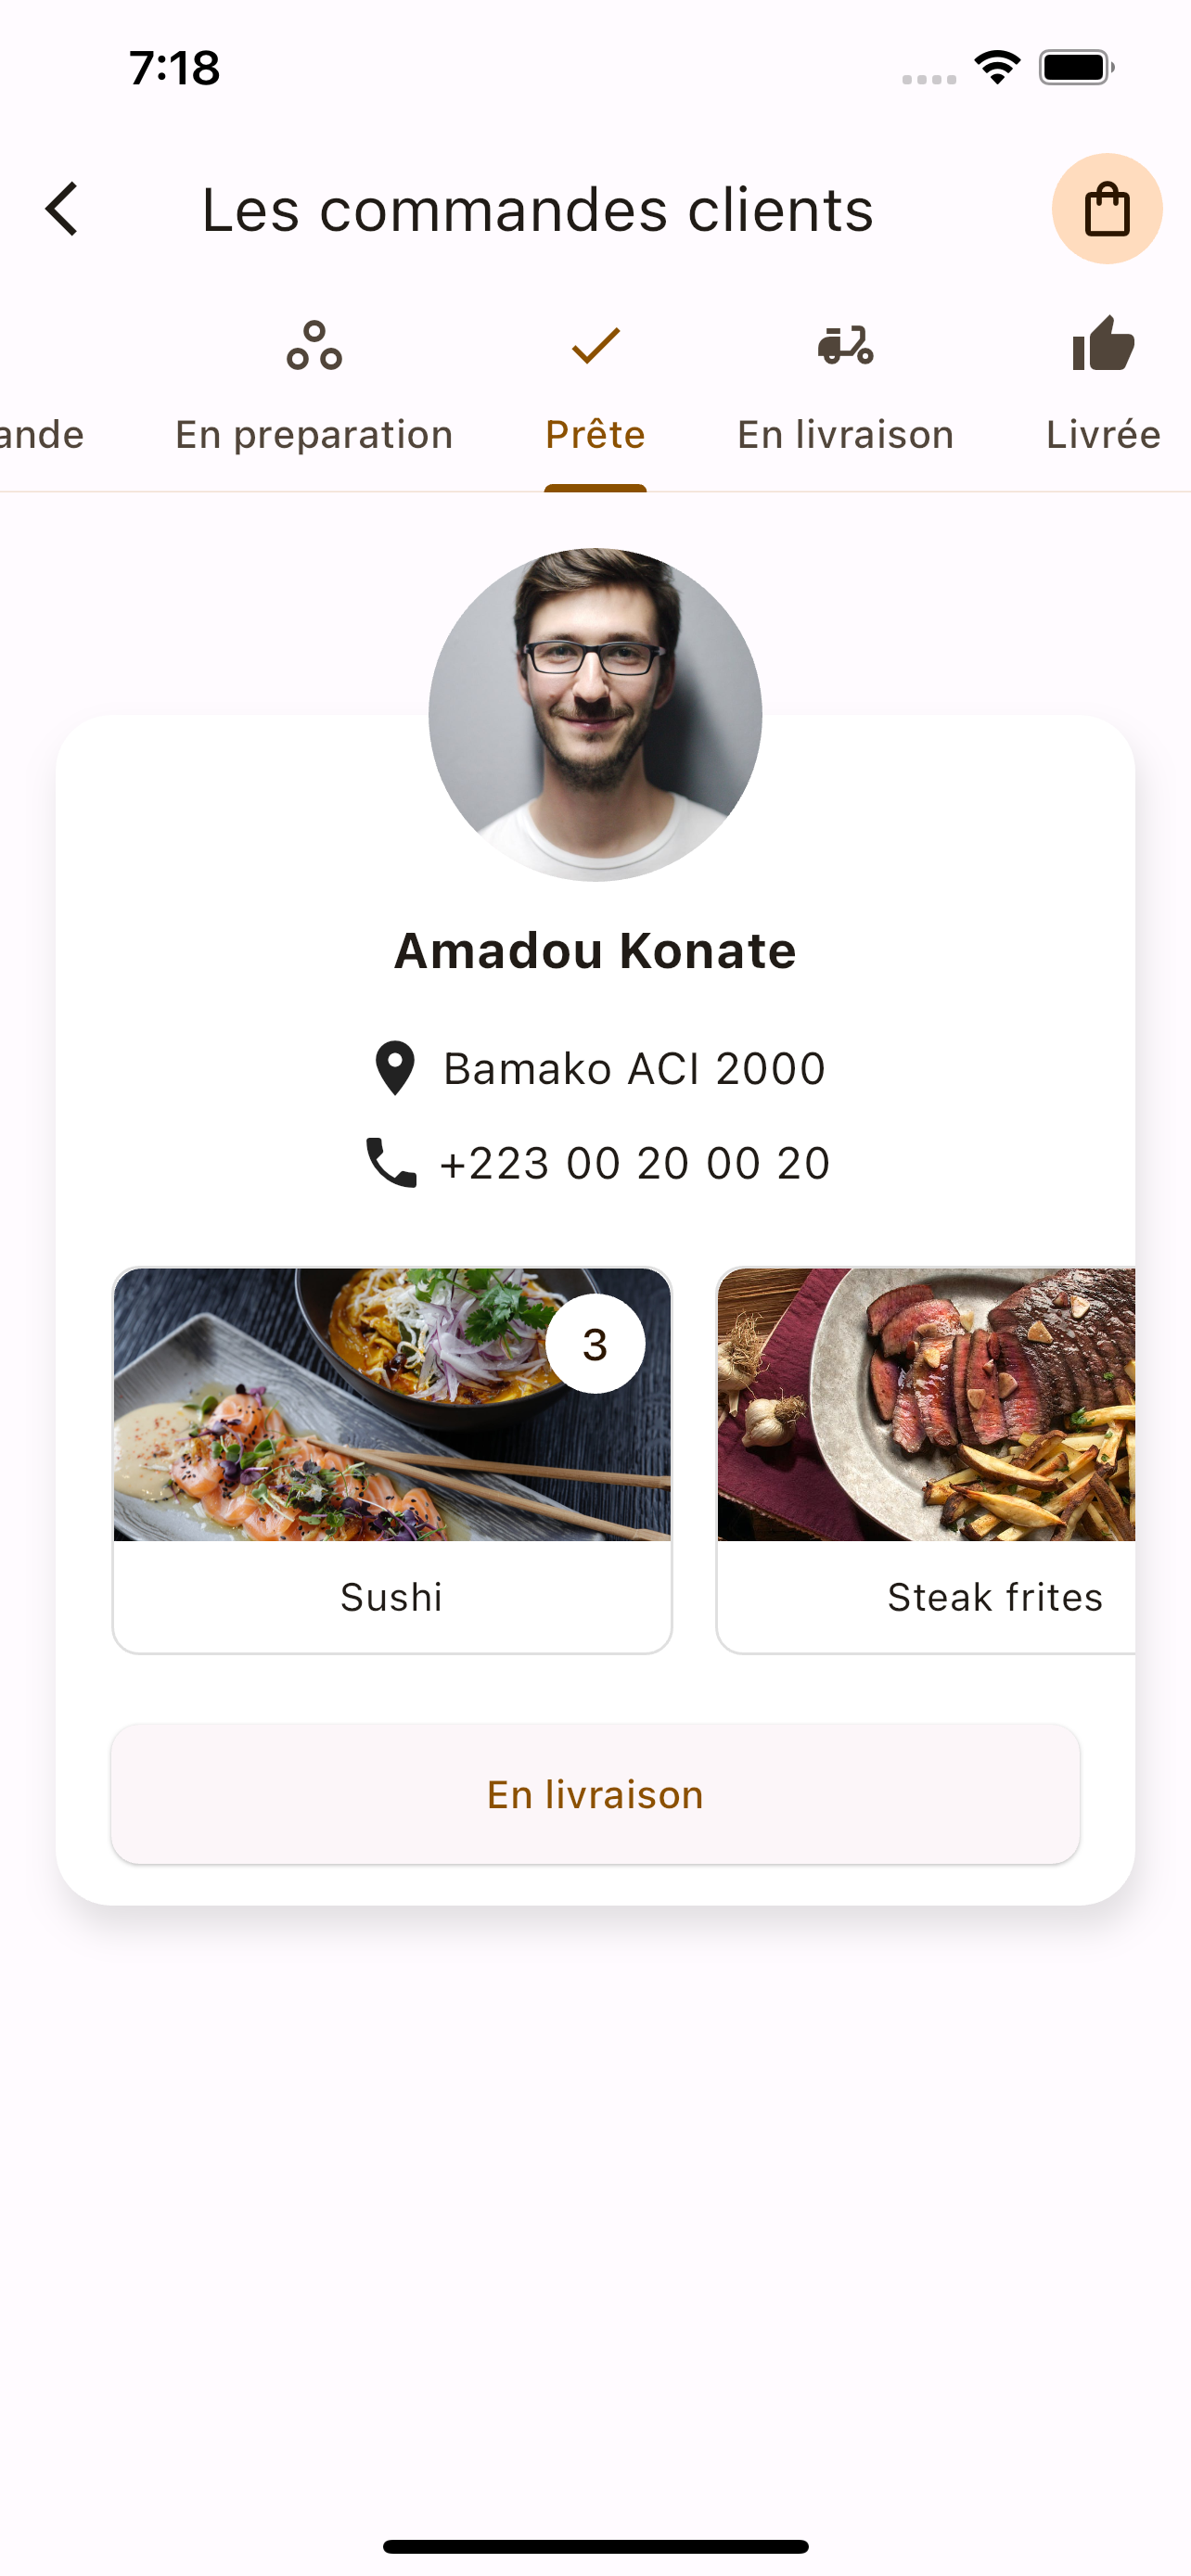 7:18
Les commandes clients
ande
En preparation
Prête
En livraison
Livrée
Amadou Konate
Bamako ACI 2000
+223 00 20 00 20
3
Sushi
Steak frites
En livraison